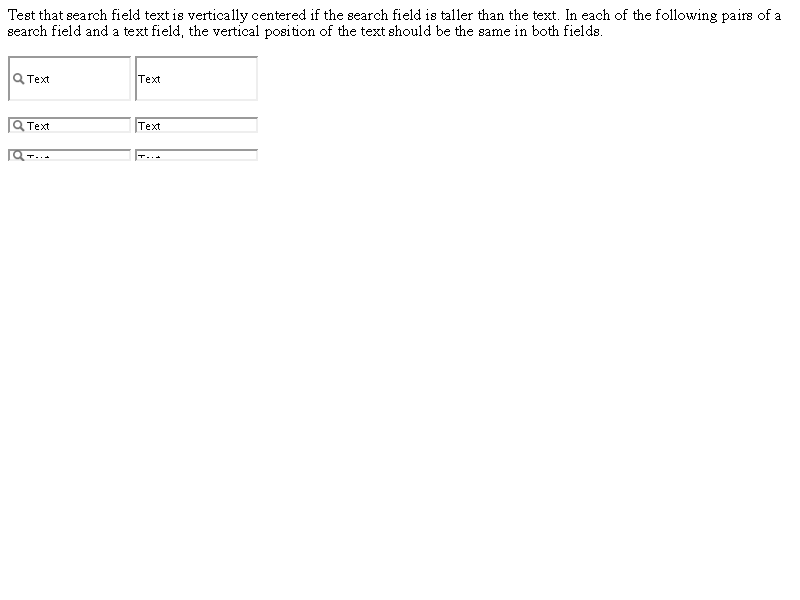 Test that search field text is vertically centered if the search field is taller than the text. In each of the following pairs of a
search field and a text field, the vertical position of the text should be the same in both fields.
Text Text
Text Text